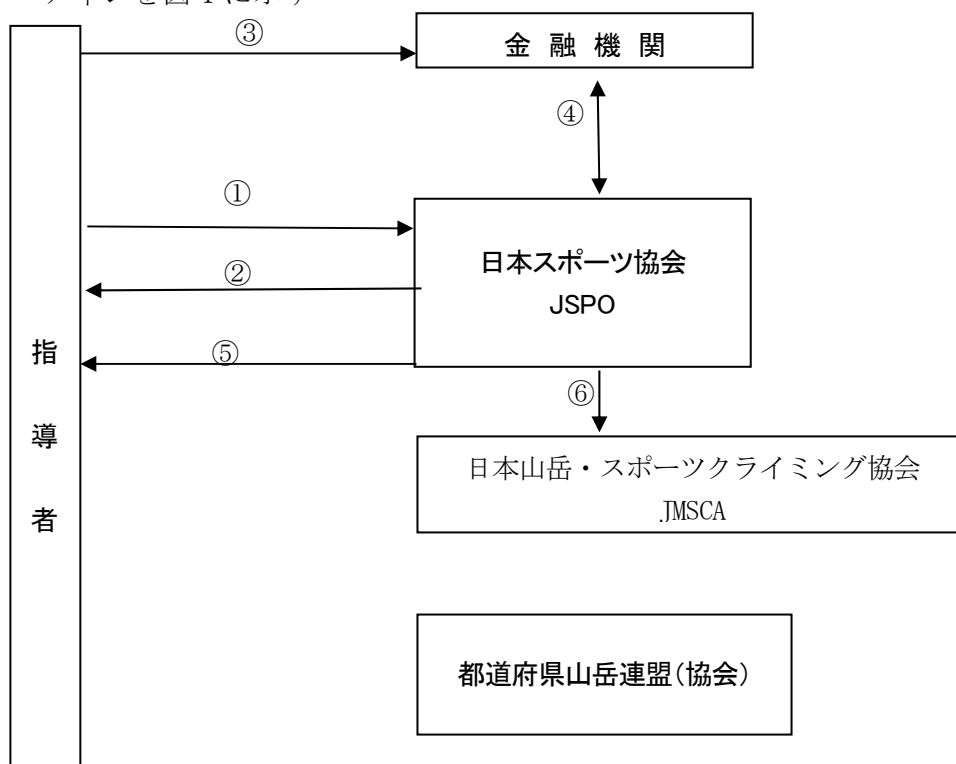 ③
金 融 機 関
④
①
日本スポーツ協会
JSPO
②
⑤
指
導
者
⑥
日本山岳・スポーツクライミング協会
JMSCA
都道府県山岳連盟(協会)